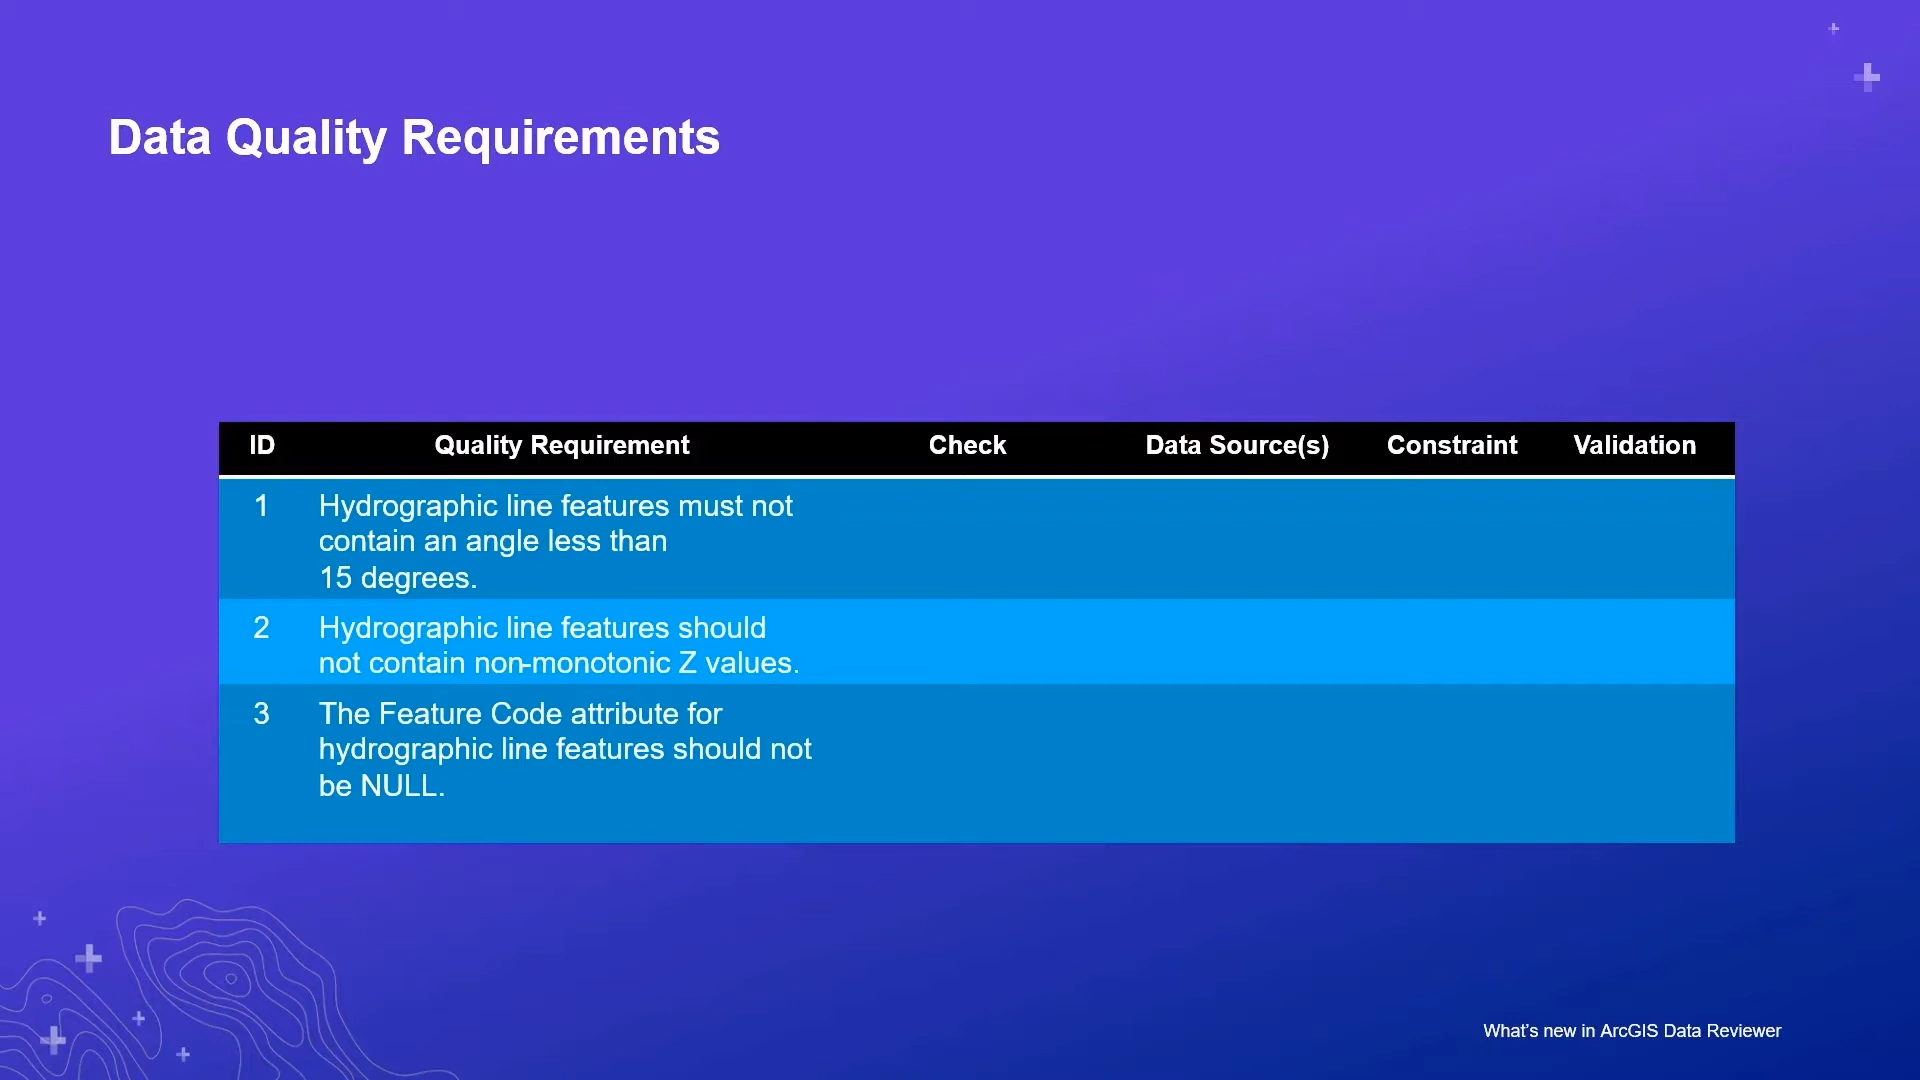 Data Quality Requirements
ID Quality Requirement Check Data Source(s) Constraint Validation
1 Hydrographic line features must not
contain an angle less than
15 degrees.
2 Hydrographic line features should
not contain non-monotonic Z values.
3 The Feature Code attribute for
hydrographic line features should not
be NULL.
What's new in ArcGIS Data Reviewer